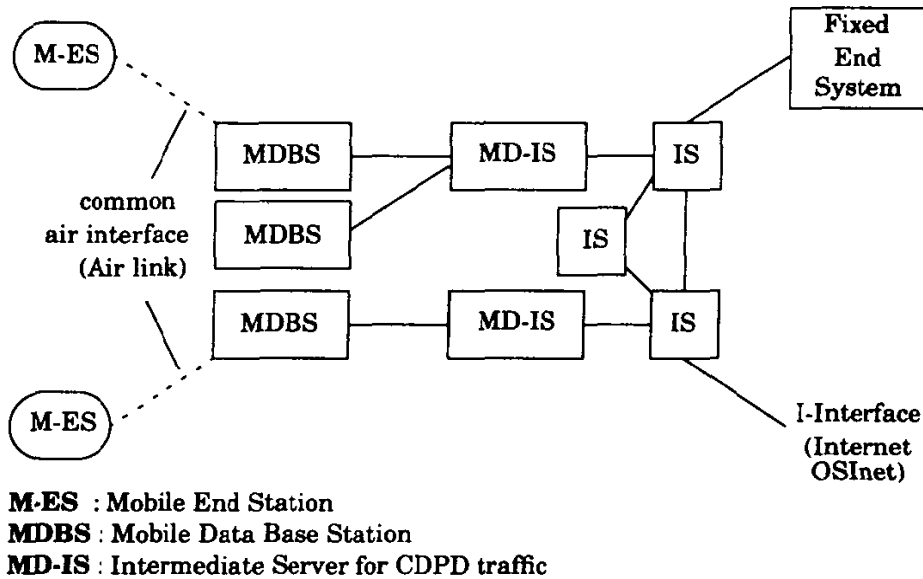 M-ES
Fixed
End
System
MDBS
MD-IS
IS
common
air interface
(Air link)
MDBS
IS
MDBS
MD-IS
IS
M-ES
I-Interface
(Internet
OSInet)
M-ES : Mobile End Station
MDBS : Mobile Data Base Station
MD-IS : Intermediate Server for CDPD traffic